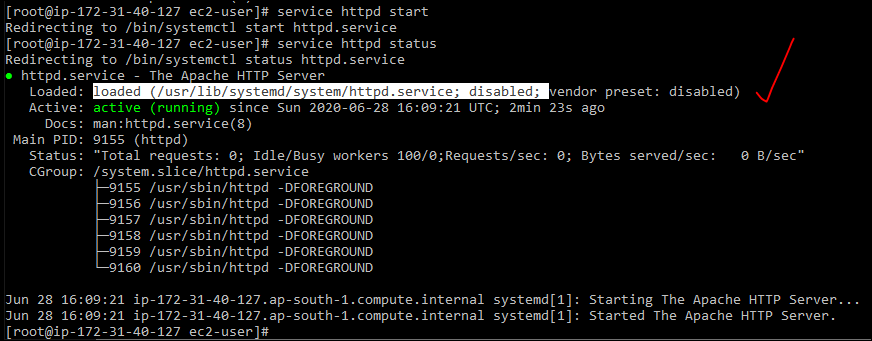 [root@ip-172-31-40-127 ec2-user]# service httpd start
Redirecting to /bin/systemctl start httpd.service
[root@ip-172-31-40-127 ec2-user]# service httpd status
Redirecting to /bin/systemctl status httpd.service
● httpd.service - The Apache HTTP Server
   Loaded: loaded (/usr/lib/systemd/system/httpd.service; disabled; vendor preset: disabled)
   Active: active (running) since Sun 2020-06-28 16:09:21 UTC; 2min 23s ago
     Docs: man:httpd.service(8)
 Main PID: 9155 (httpd)
   Status: "Total requests: 0; Idle/Busy workers 100/0;Requests/sec: 0; Bytes served/sec:   0 B/sec"
   CGroup: /system.slice/httpd.service
           ├─9155 /usr/sbin/httpd -DFOREGROUND
           ├─9156 /usr/sbin/httpd -DFOREGROUND
           ├─9157 /usr/sbin/httpd -DFOREGROUND
           ├─9158 /usr/sbin/httpd -DFOREGROUND
           ├─9159 /usr/sbin/httpd -DFOREGROUND
           └─9160 /usr/sbin/httpd -DFOREGROUND
Jun 28 16:09:21 ip-172-31-40-127.ap-south-1.compute.internal systemd[1]: Starting The Apache HTTP Server...
Jun 28 16:09:21 ip-172-31-40-127.ap-south-1.compute.internal systemd[1]: Started The Apache HTTP Server.
[root@ip-172-31-40-127 ec2-user]#